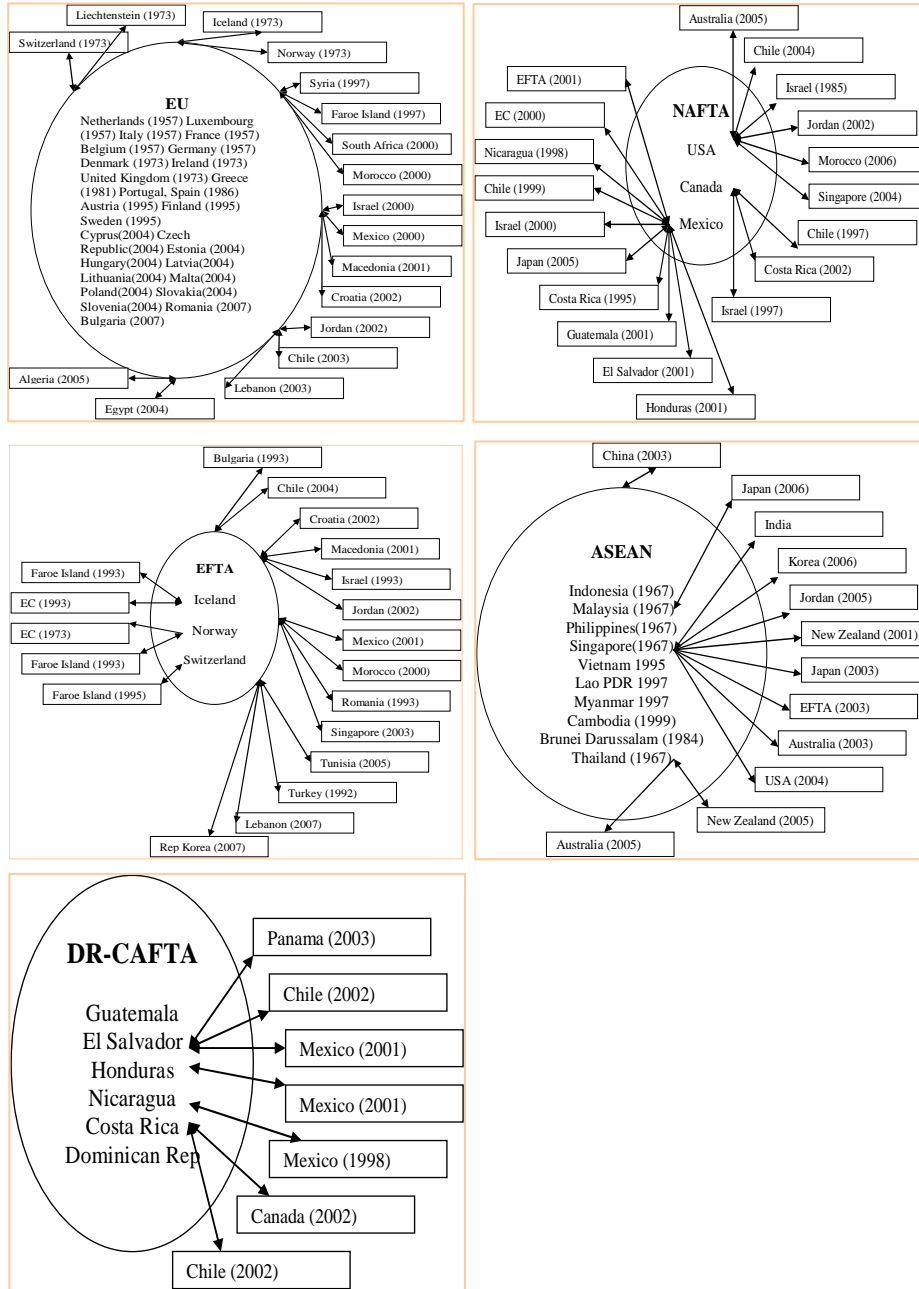 Liechtenstein (1973)
Iceland (1973)
Switzerland (1973)
Norway (1973)
Syria (1997)
Faroe Island (1997)
South Africa (2000)
Morocco (2000)
Israel (2000)
Mexico (2000)
Macedonia (2001)
Croatia (2002)
Jordan (2002)
Chile (2003)
Lebanon (2003)
Algeria (2005)
Egypt (2004)
EU
Netherlands (1957) Luxembourg
(1957) Italy (1957) France (1957)
Belgium (1957) Germany (1957)
Denmark (1973) Ireland (1973)
United Kingdom (1973) Greece
(1981) Portugal, Spain (1986)
Austria (1995) Finland (1995)
Sweden (1995)
Cyprus(2004) Czech
Republic(2004) Estonia (2004)
Hungary(2004) Latvia(2004)
Lithuania(2004) Malta(2004)
Poland(2004) Slovakia(2004)
Slovenia(2004) Romania (2007)
Bulgaria (2007)
Australia (2005)
Chile (2004)
EFTA (2001)
Israel (1985)
EC (2000)
Jordan (2002)
Nicaragua (1998)
Morocco (2006)
Chile (1999)
Singapore (2004)
Israel (2000)
Chile (1997)
Japan (2005)
Costa Rica (2002)
Costa Rica (1995)
Israel (1997)
Guatemala (2001)
El Salvador (2001)
Honduras (2001)
NAFTA
USA
Canada
Mexico
Bulgaria (1993)
Chile (2004)
Croatia (2002)
Macedonia (2001)
Israel (1993)
Jordan (2002)
Mexico (2001)
Morocco (2000)
Romania (1993)
Singapore (2003)
Tunisia (2005)
Turkey (1992)
Lebanon (2007)
Rep Korea (2007)
Faroe Island (1993)
EC (1993)
EC (1973)
Faroe Island (1993)
Faroe Island (1995)
EFTA
Iceland
Norway
Switzerland
China (2003)
Japan (2006)
India
Korea (2006)
Jordan (2005)
New Zealand (2001)
Japan (2003)
EFTA (2003)
Australia (2003)
USA (2004)
New Zealand (2005)
Australia (2005)
ASEAN
Indonesia (1967)
Malaysia (1967)
Philippines(1967)
Singapore(1967)
Vietnam 1995
Lao PDR 1997
Myanmar 1997
Cambodia (1999)
Brunei Darussalam (1984)
Thailand (1967)
DR-CAFTA
Guatemala
El Salvador
Honduras
Nicaragua
Costa Rica
Dominican Rep
Panama (2003)
Chile (2002)
Mexico (2001)
Mexico (2001)
Mexico (1998)
Canada (2002)
Chile (2002)